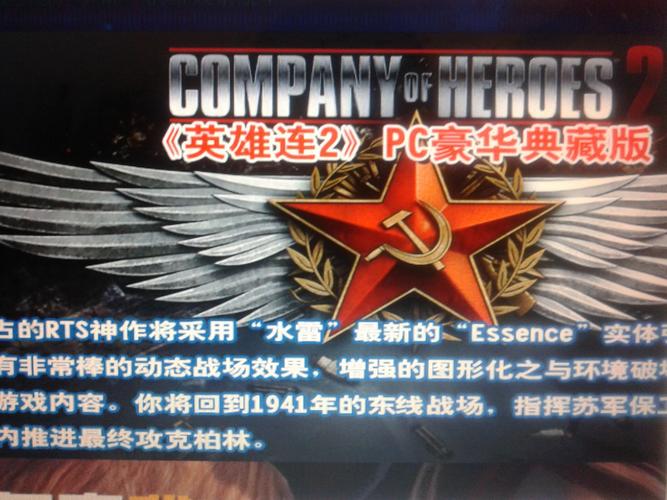 COMPANY OF HEROES 2
《英雄连2》PC豪华典藏版
古的RTS神作将采用“水雷”最新的“Essence”实体
有非常棒的动态战场效果，增强的图形化之与环境破
游戏内容。你将回到1941年的东线战场，指挥苏军保
内推进最终攻克柏林。